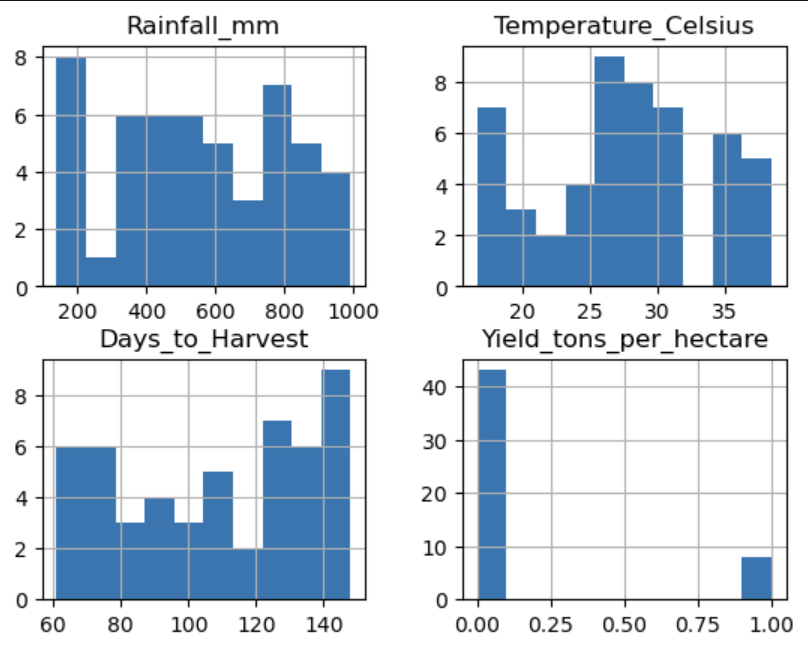 Rainfall_mm
8
6
4
2
0
200 400 600 800 1000
Temperature_Celsius
8
6
4
2
0
20 25 30 35
Days_to_Harvest
8
6
4
2
0
60 80 100 120 140
Yield_tons_per_hectare
40
30
20
10
0
0.00 0.25 0.50 0.75 1.00